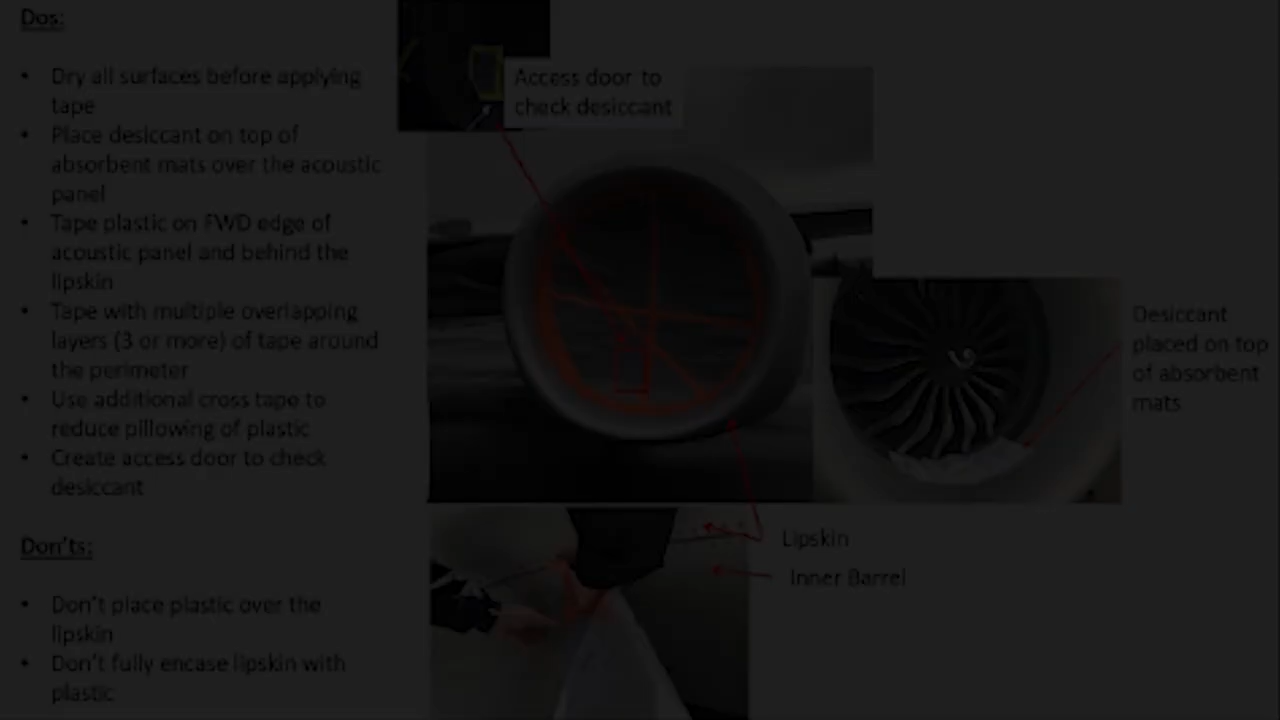 Dos:
• Dry all surfaces before applying
tape
• Place desiccant on top of
absorbent mats over the acoustic
panel
• Tape plastic on FWD edge of
acoustic panel and behind the
lipskin
• Tape with multiple overlapping
layers (3 or more) of tape around
the perimeter
• Use additional cross tape to
reduce pillowing of plastic
• Create access door to check
desiccant
Don'ts:
• Don't place plastic over the
lipskin
• Don't fully encase lipskin with
plastic
Access door to
check desiccant
Desiccant
placed on top
of absorbent
mats
Lipskin
Inner Barrel